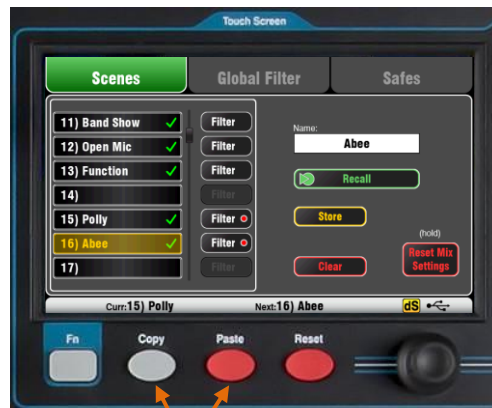 Touch Screen
Scenes
Global Filter
Safes
11) Band Show
Filter
12) Open Mic
Filter
13) Function
Filter
14)
Filter
15) Polly
Filter
16) Abee
Filter
17)
Filter
Name:
Abee
Recall
Store
Clear
(hold)
Reset Mix
Settings
Curr:15) Polly
Next:16) Abee
dS
Fn
Copy
Paste
Reset